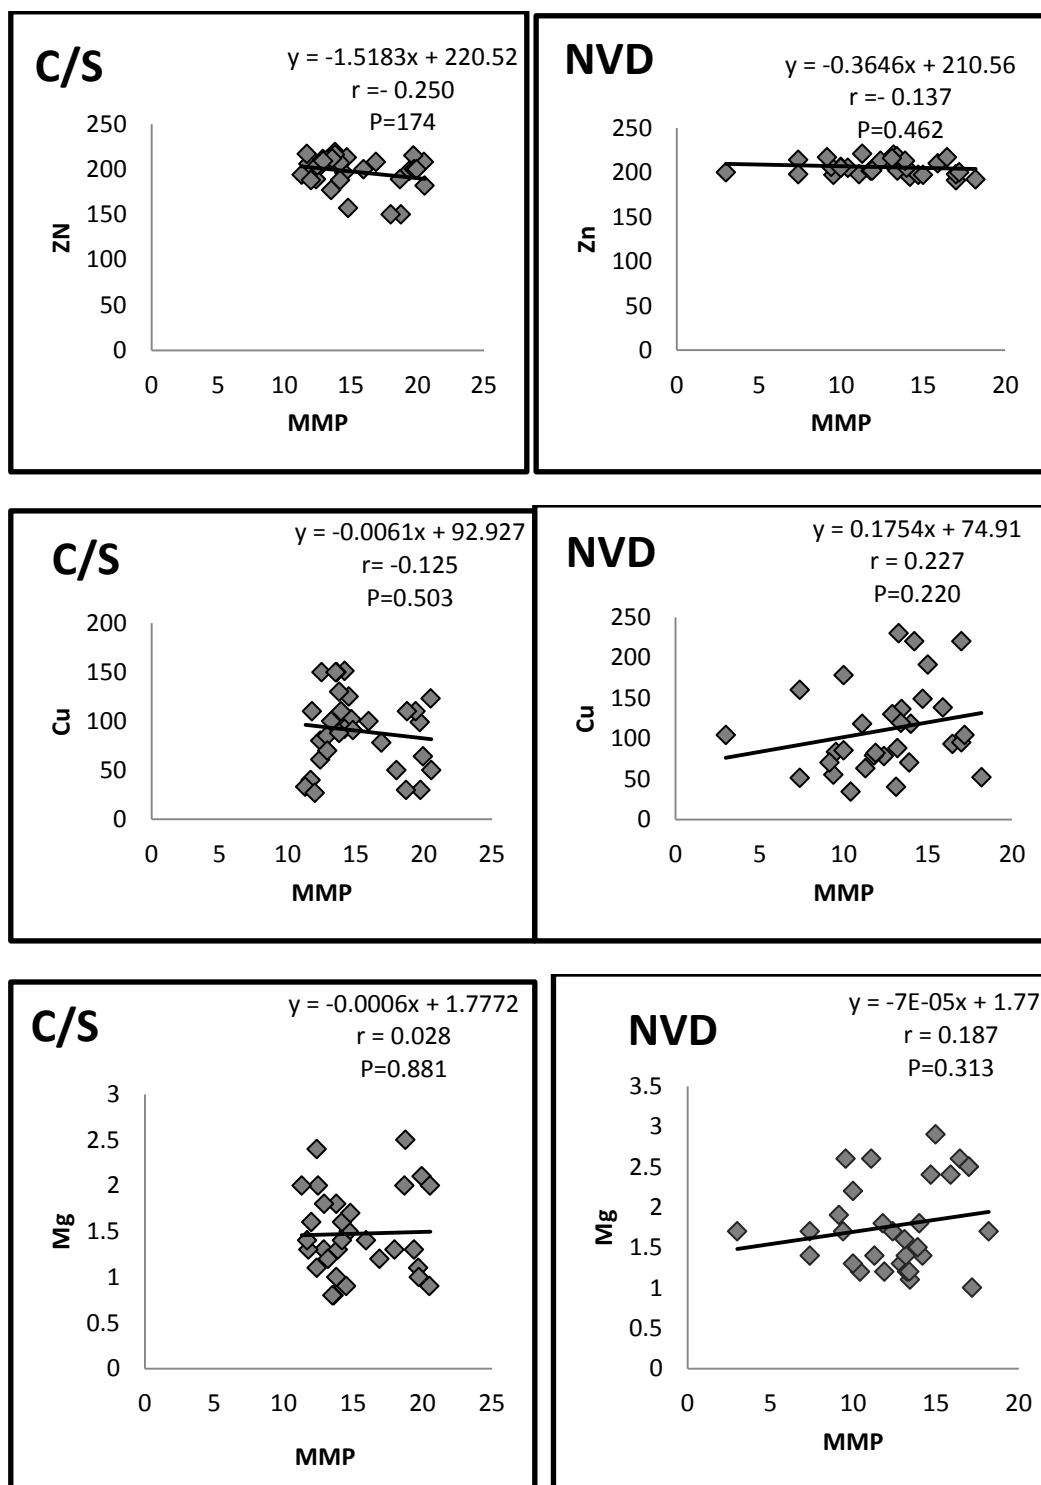 C/S
y = -1.5183x + 220.52
r =- 0.250
P=174
250
200
150
100
50
0
ZN
0 5 10 15 20 25
MMP
NVD
y = -0.3646x + 210.56
r =- 0.137
P=0.462
250
200
150
100
50
0
Zn
0 5 10 15 20
MMP
C/S
y = -0.0061x + 92.927
r= -0.125
P=0.503
200
150
100
50
0
Cu
0 5 10 15 20 25
MMP
NVD
y = 0.1754x + 74.91
r = 0.227
P=0.220
250
200
150
100
50
0
Cu
0 5 10 15 20
MMP
C/S
y = -0.0006x + 1.7772
r = 0.028
P=0.881
3
2.5
2
1.5
1
0.5
0
Mg
0 5 10 15 20 25
MMP
NVD
y = -7E-05x + 1.77
r = 0.187
P=0.313
3.5
3
2.5
2
1.5
1
0.5
0
Mg
0 5 10 15 20
MMP